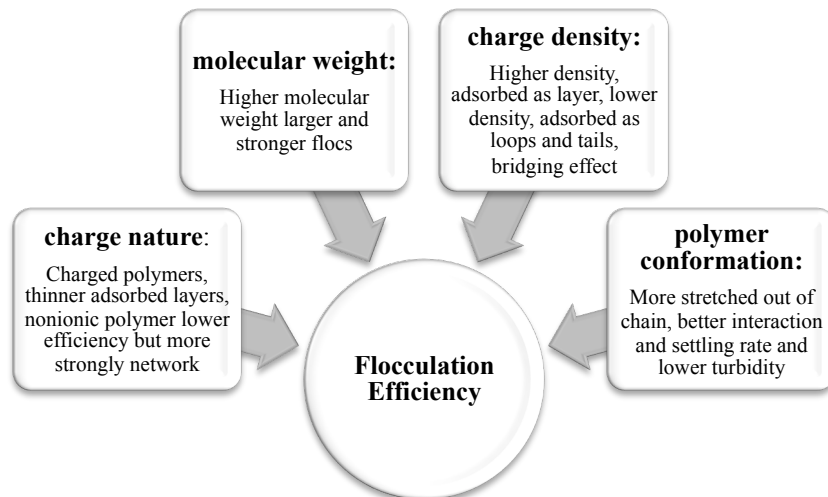 molecular weight:
Higher molecular
weight larger and
stronger flocs
charge density:
Higher density,
adsorbed as layer, lower
density, adsorbed as
loops and tails,
bridging effect
charge nature:
Charged polymers,
thinner adsorbed layers,
nonionic polymer lower
efficiency but more
strongly network
polymer
conformation:
More stretched out of
chain, better interaction
and settling rate and
lower turbidity
Flocculation
Efficiency